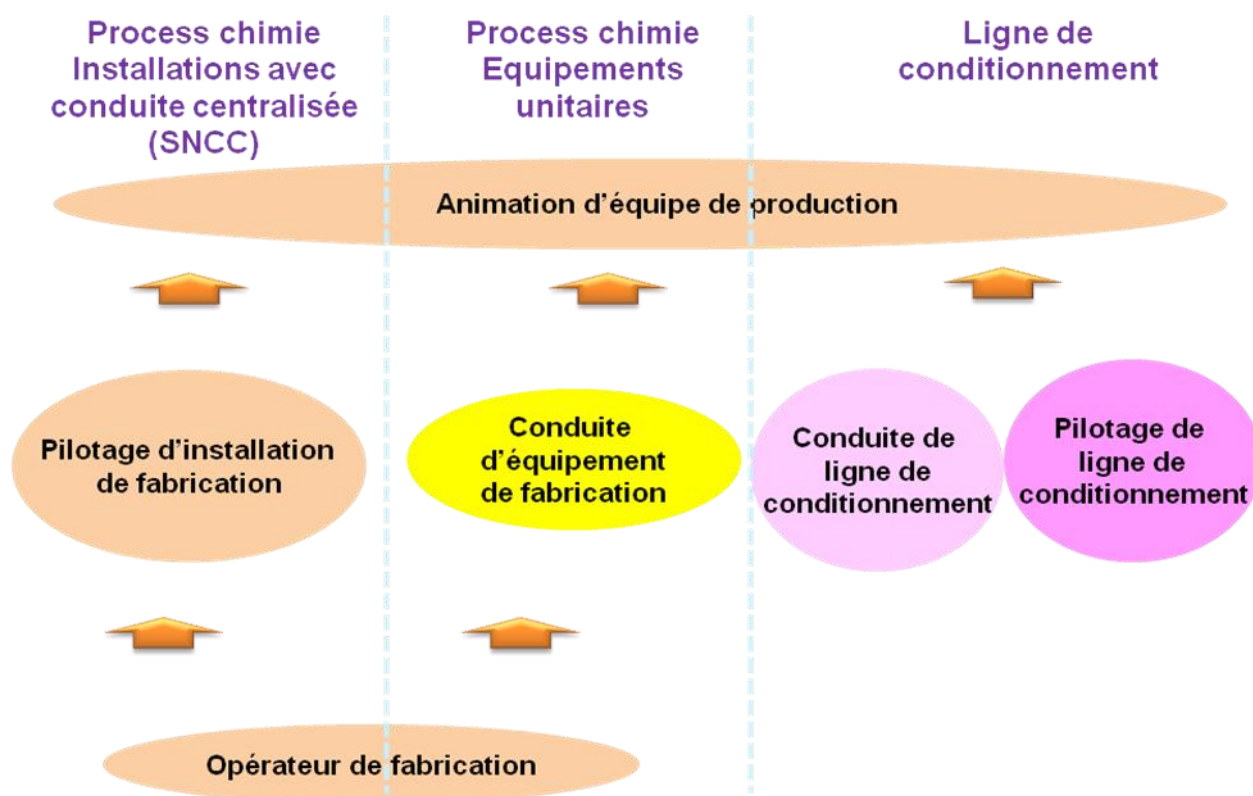 Process chimie
Installations avec
conduite centralisée
(SNCC)
Process chimie
Equipements
unitaires
Ligne de
conditionnement
Animation d’équipe de production
Pilotage d’installation
de fabrication
Conduite
d’équipement
de fabrication
Conduite de
ligne de
conditionnement
Pilotage de
ligne de
conditionnement
Opérateur de fabrication